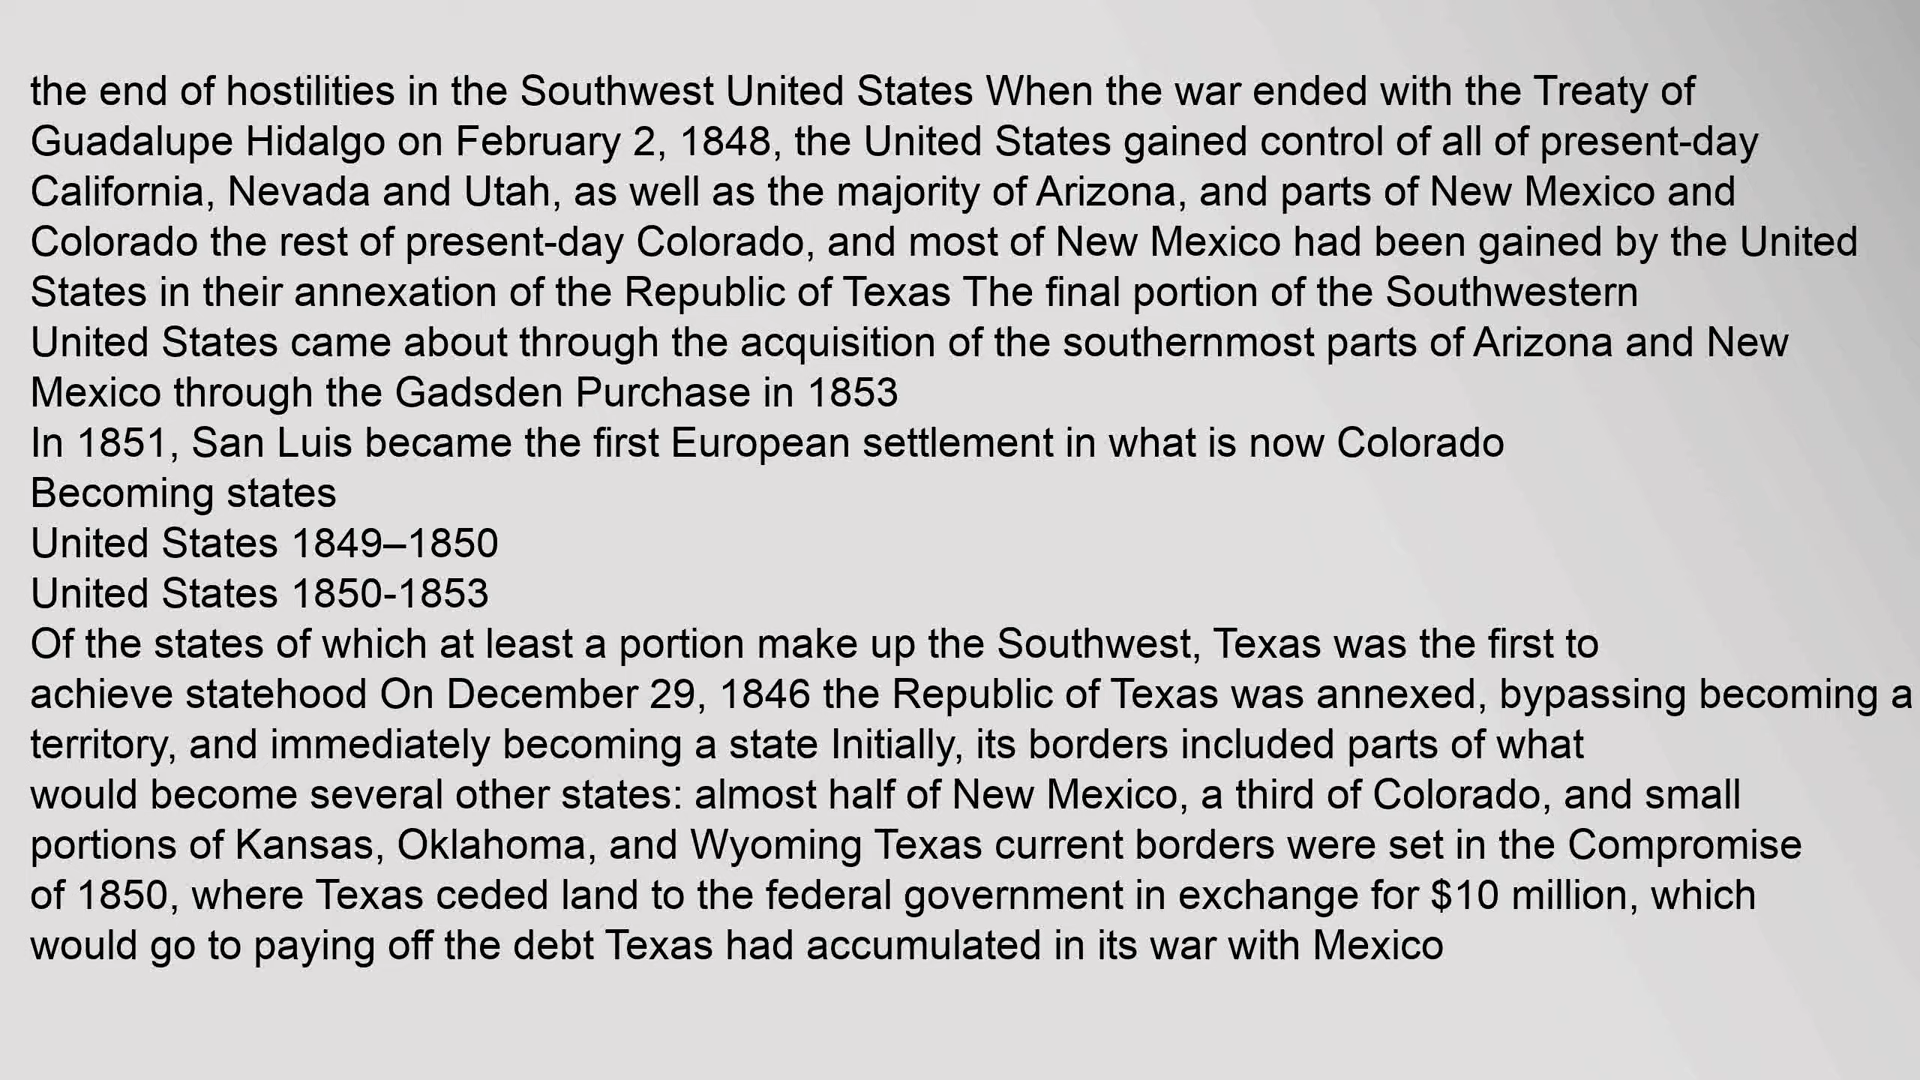 the end of hostilities in the Southwest United States When the war ended with the Treaty of
Guadalupe Hidalgo on February 2, 1848, the United States gained control of all of present-day
California, Nevada and Utah, as well as the majority of Arizona, and parts of New Mexico and
Colorado the rest of present-day Colorado, and most of New Mexico had been gained by the United
States in their annexation of the Republic of Texas The final portion of the Southwestern
United States came about through the acquisition of the southernmost parts of Arizona and New
Mexico through the Gadsden Purchase in 1853
In 1851, San Luis became the first European settlement in what is now Colorado
Becoming states
United States 1849–1850
United States 1850-1853
Of the states of which at least a portion make up the Southwest, Texas was the first to
achieve statehood On December 29, 1846 the Republic of Texas was annexed, bypassing becoming a
territory, and immediately becoming a state Initially, its borders included parts of what
would become several other states: almost half of New Mexico, a third of Colorado, and small
portions of Kansas, Oklahoma, and Wyoming Texas current borders were set in the Compromise
of 1850, where Texas ceded land to the federal government in exchange for $10 million, which
would go to paying off the debt Texas had accumulated in its war with Mexico